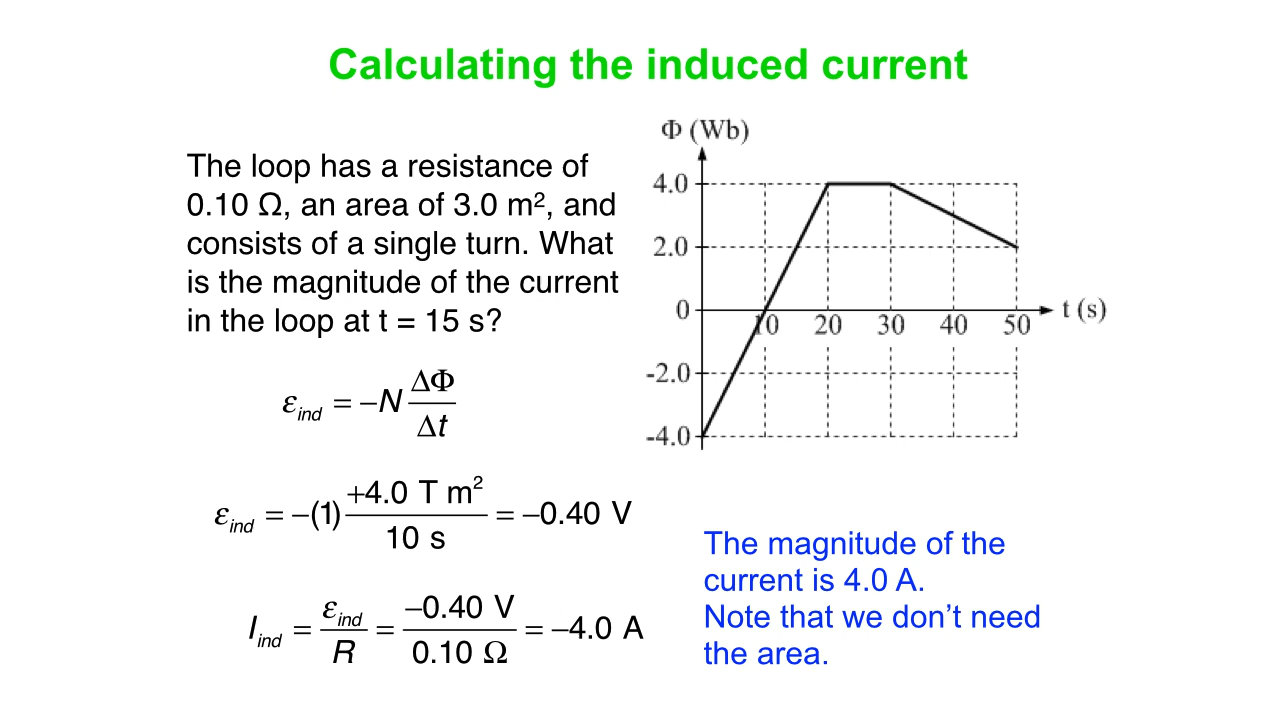 Calculating the induced current
The loop has a resistance of
0.10 Ω, an area of 3.0 m², and
consists of a single turn. What
is the magnitude of the current
in the loop at t = 15 s?
εind = −N ΔΦ/Δt
εind = −(1) +4.0 T m²/10 s = −0.40 V
Iind = εind/R = −0.40 V/0.10 Ω = −4.0 A
Φ (Wb)
4.0
2.0
0
-2.0
-4.0
10 20 30 40 50 t (s)
The magnitude of the
current is 4.0 A.
Note that we don’t need
the area.